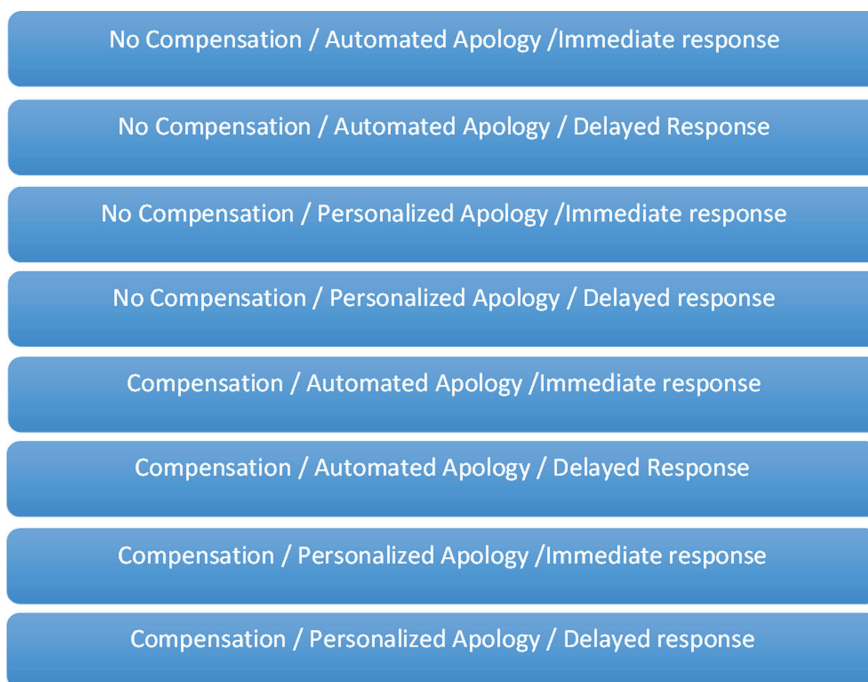 No Compensation / Automated Apology /Immediate response
No Compensation / Automated Apology / Delayed Response
No Compensation / Personalized Apology /Immediate response
No Compensation / Personalized Apology / Delayed response
Compensation / Automated Apology /Immediate response
Compensation / Automated Apology / Delayed Response
Compensation / Personalized Apology /Immediate response
Compensation / Personalized Apology / Delayed response